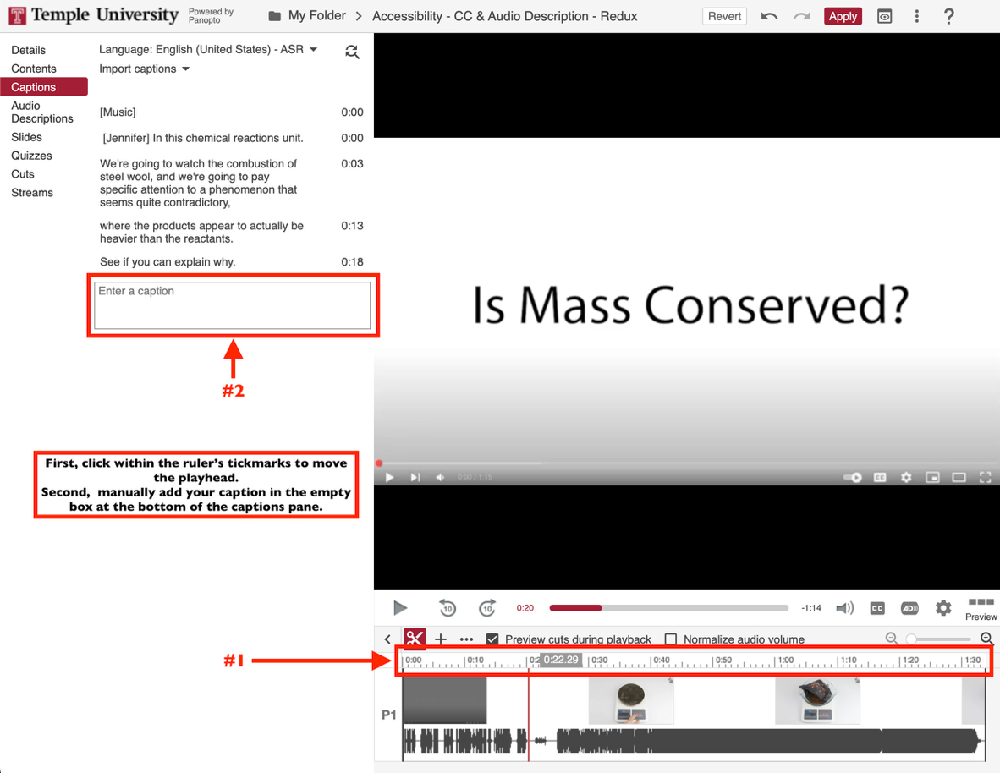 Temple University Powered by Panopto My Folder > Accessibility - CC & Audio Description - Redux Revert Apply ?
Details
Contents
Captions
Audio
Descriptions
Slides
Quizzes
Cuts
Streams
Language: English (United States) - ASR
Import captions
[Music] 0:00
[Jennifer] In this chemical reactions unit. 0:00
We're going to watch the combustion of 0:03
steel wool, and we're going to pay
specific attention to a phenomenon that
seems quite contradictory,
where the products appear to actually be 0:13
heavier than the reactants.
See if you can explain why. 0:18
Enter a caption
#2
First, click within the ruler's tickmarks to move
the playhead.
Second, manually add your caption in the empty
box at the bottom of the captions pane.
Is Mass Conserved?
0:00 / 1:15 CC
10 10 0:20 -1:14 CC AD Preview
Preview cuts during playback Normalize audio volume
#1
0:00 0:10 0:2 0:22.29 0:30 0:40 0:50 1:00 1:10 1:20 1:30
P1